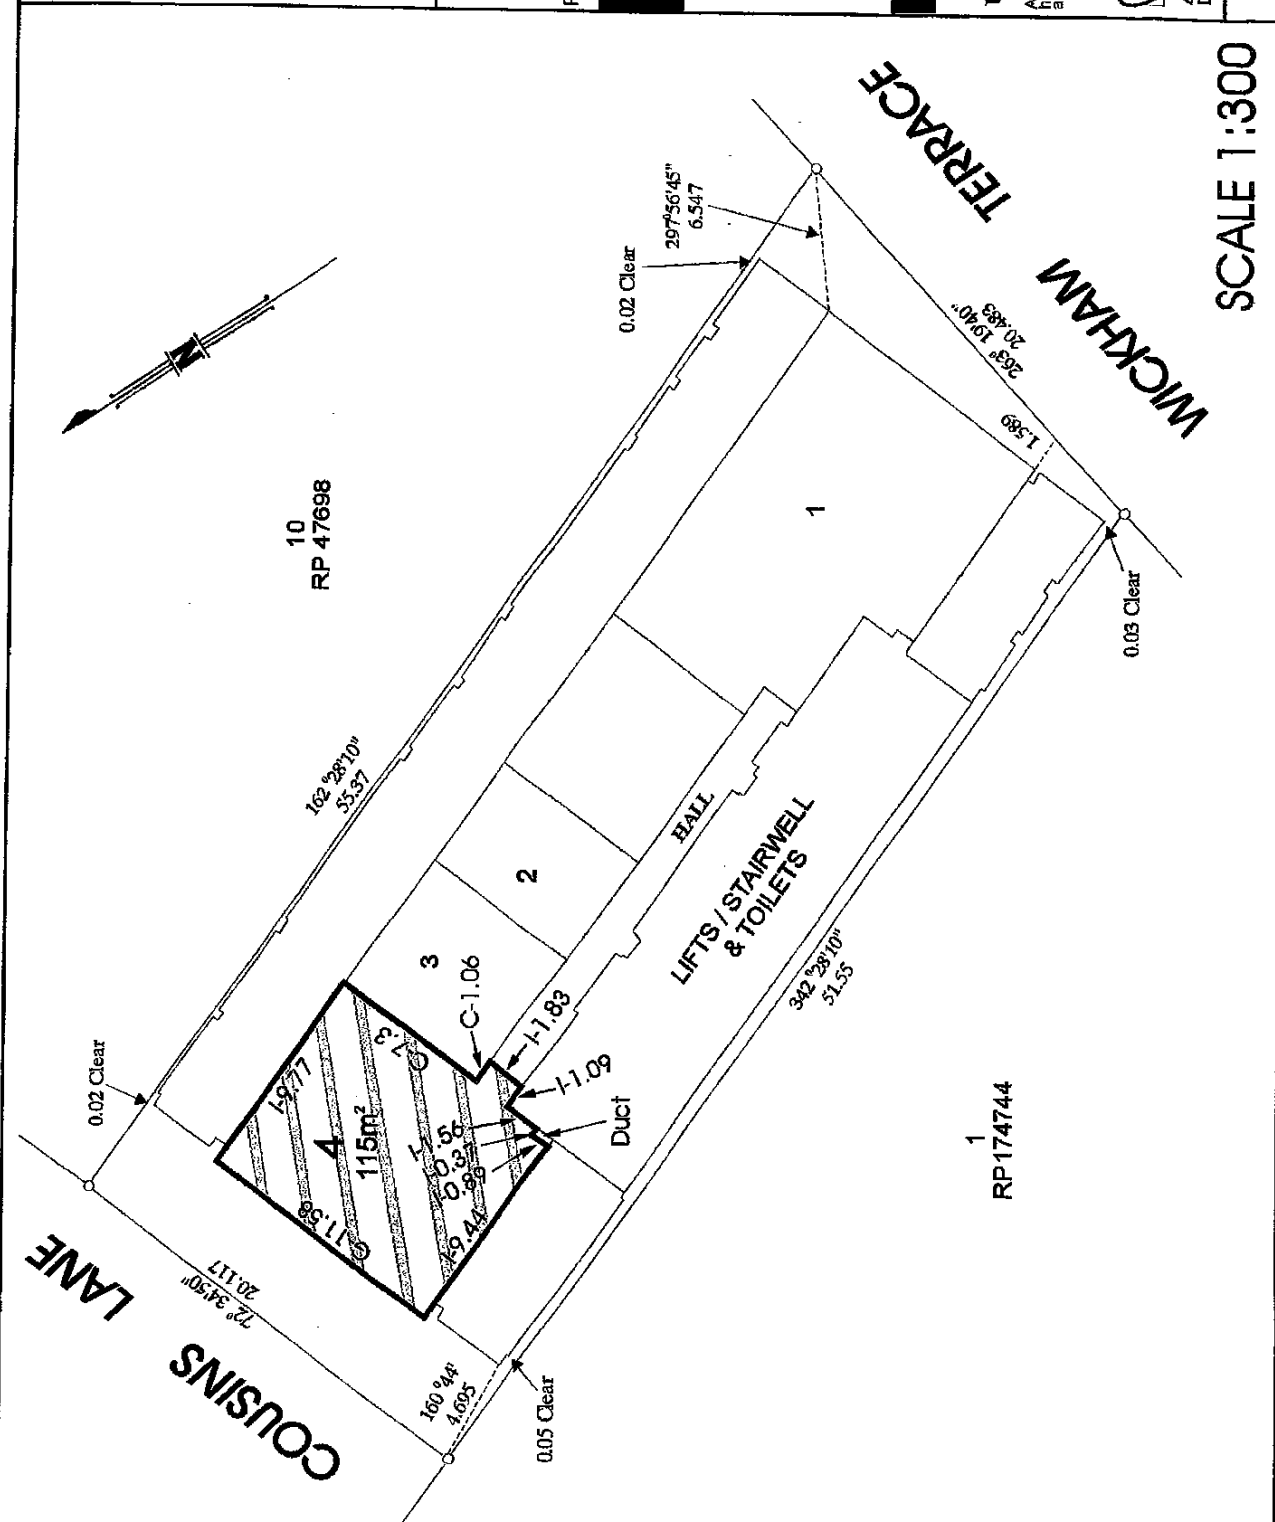 SCALE 1:300
WICKHAM TERRACE
COUSINS LANE
N
10
RP 47698
297°56'45"
6.547
0.02 Clear
263° 19'40"
20.483
1.589
0.03 Clear
1
162°28'10"
55.37
HALL
LIFTS / STAIRWELL
& TOILETS
2
3
342°28'10"
51.55
C-1.06
I-1.83
I-1.09
Duct
I-9.77
C-7.3
4
115m²
I-1.56
I-0.37
I-0.89
I-9.44
C-11.58
0.02 Clear
72° 34'50"
20.117
160°44'
4.695
0.05 Clear
1
RP174744